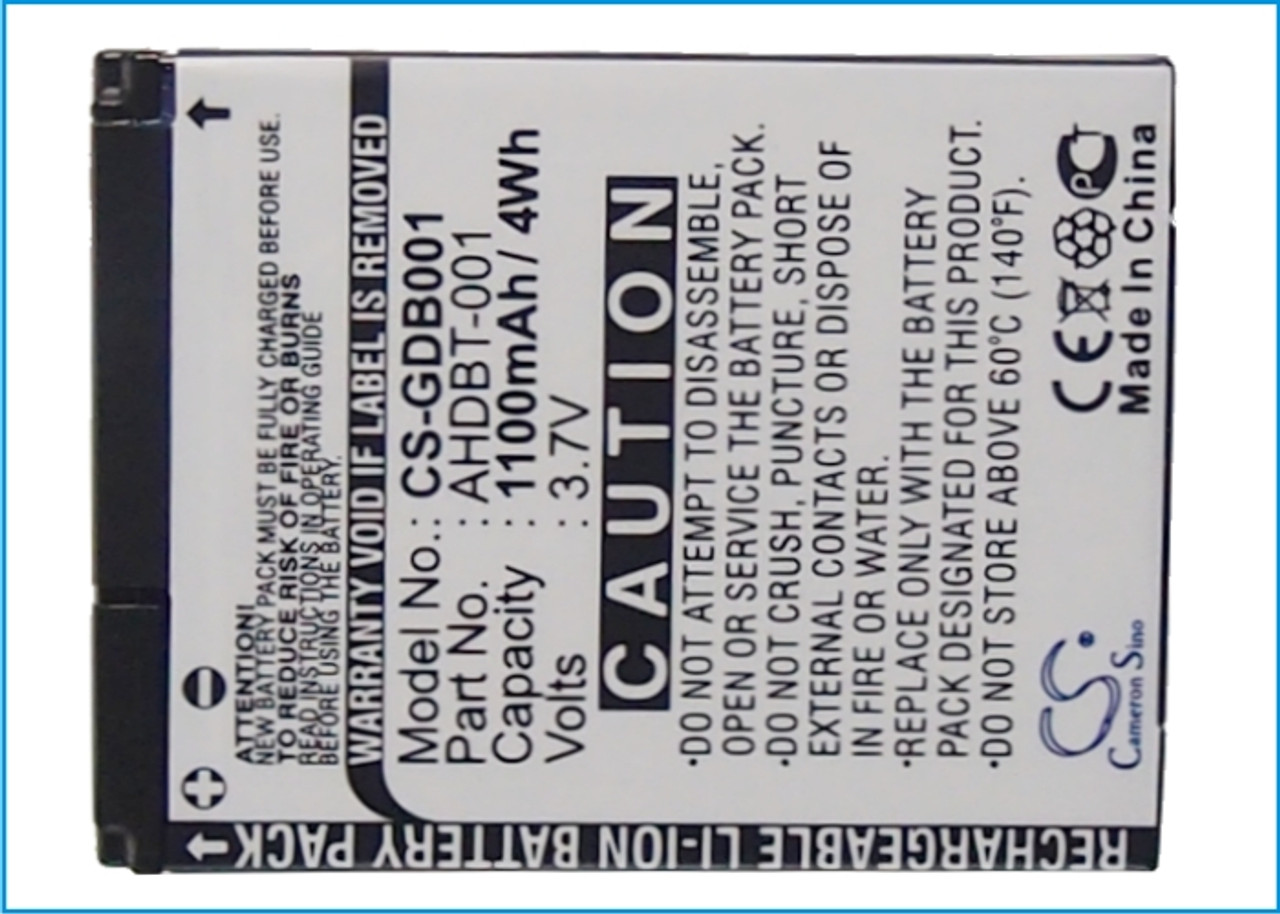 ATTENTION!
NEW BATTERY PACK MUST BE FULLY CHARGED BEFORE USE.
TO REDUCE RISK OF FIRE OR BURNS
READ INSTRUCTIONS IN OPERATING GUIDE
BEFORE USING THE BATTERY.
WARRANTY VOID IF LABEL IS REMOVED
Model No.: CS-GDB001
Part No. : AHDBT-001
Capacity : 1100mAh/ 4Wh
Volts : 3.7V
CAUTION
•DO NOT ATTEMPT TO DISASSEMBLE,
OPEN OR SERVICE THE BATTERY PACK.
•DO NOT CRUSH, PUNCTURE, SHORT
EXTERNAL CONTACTS OR DISPOSE OF
IN FIRE OR WATER.
•REPLACE ONLY WITH THE BATTERY
PACK DESIGNATED FOR THIS PRODUCT.
•DO NOT STORE ABOVE 60°C (140°F).
CS
Cameron Sino
CE
PCT
Made In China
RECHARGEABLE LI-ION BATTERY PACK